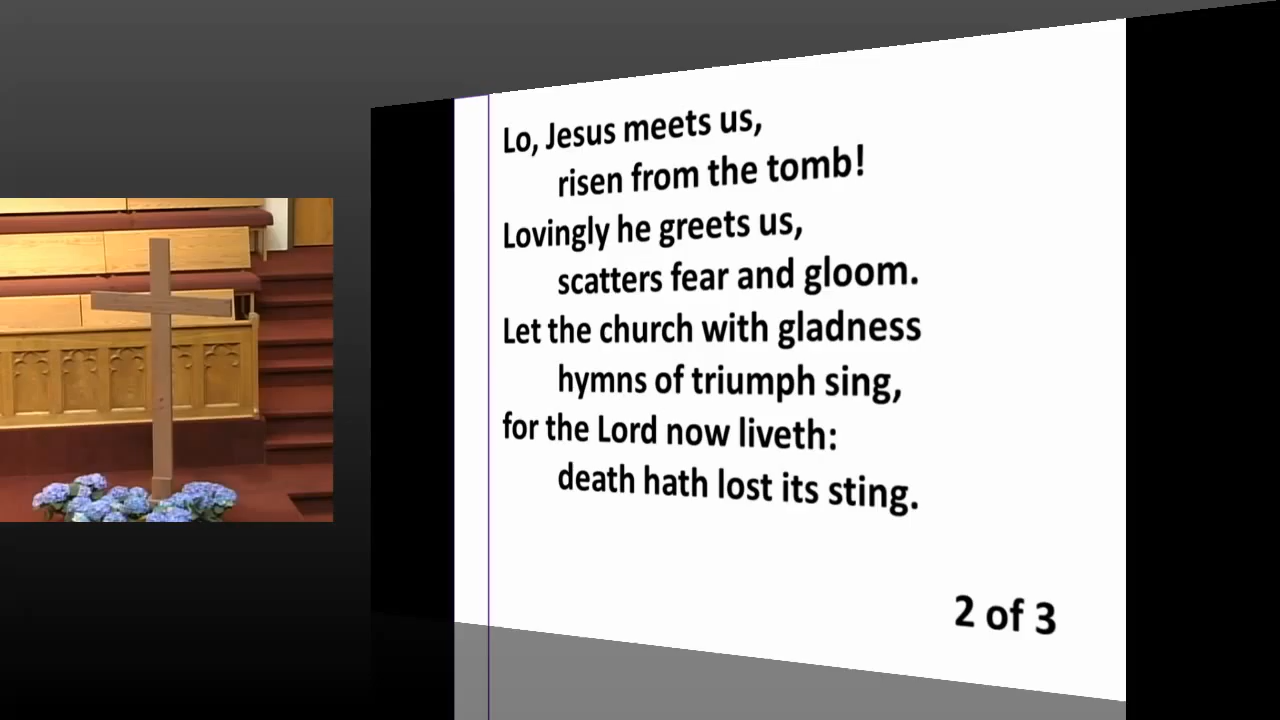 Lo, Jesus meets us,
risen from the tomb!
Lovingly he greets us,
scatters fear and gloom.
Let the church with gladness
hymns of triumph sing,
for the Lord now liveth:
death hath lost its sting.
2 of 3